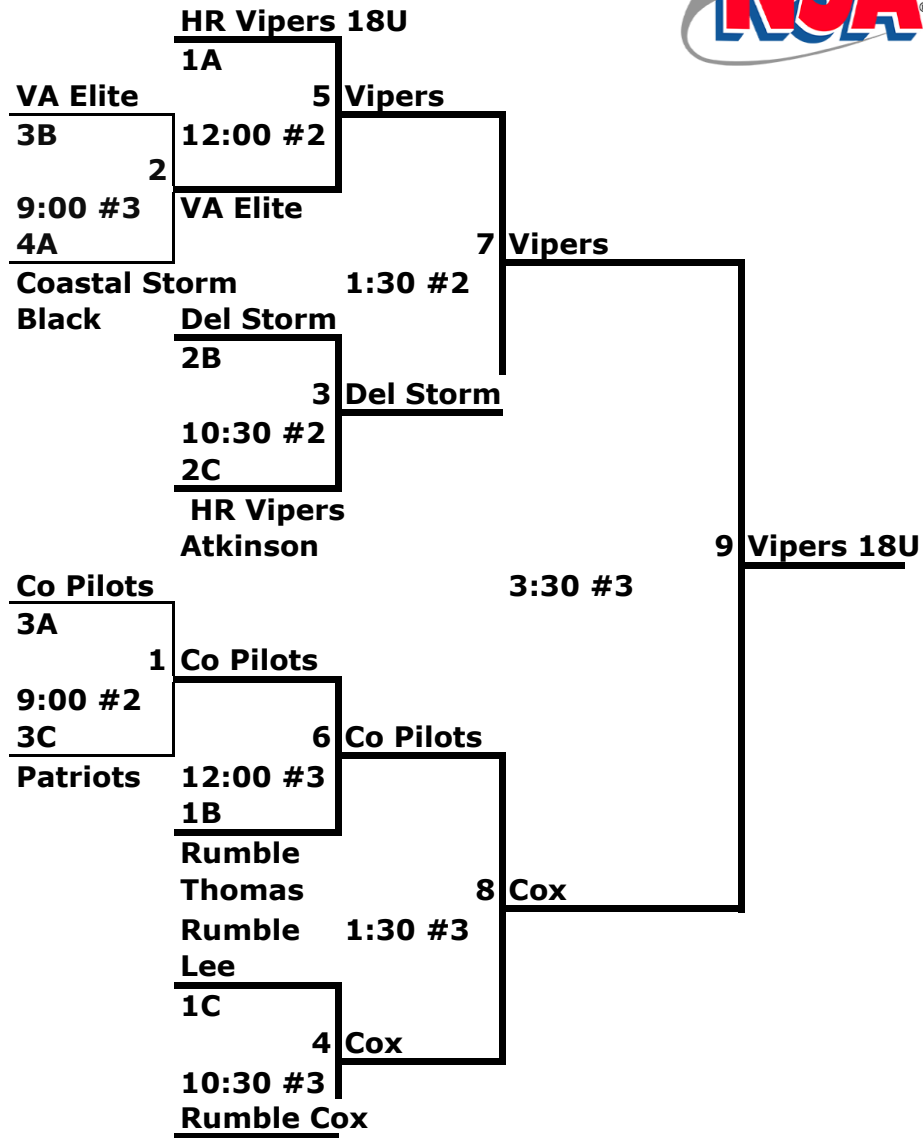 HR Vipers 18U
NSA
1A
VA Elite
5 Vipers
3B
12:00 #2
2
9:00 #3
VA Elite
4A
7 Vipers
Coastal Storm
1:30 #2
Black
Del Storm
2B
3 Del Storm
10:30 #2
2C
HR Vipers
Atkinson
9 Vipers 18U
Co Pilots
3:30 #3
3A
1 Co Pilots
9:00 #2
3C
6 Co Pilots
Patriots
12:00 #3
1B
Rumble
Thomas
8 Cox
Rumble
1:30 #3
Lee
1C
4 Cox
10:30 #3
Rumble Cox